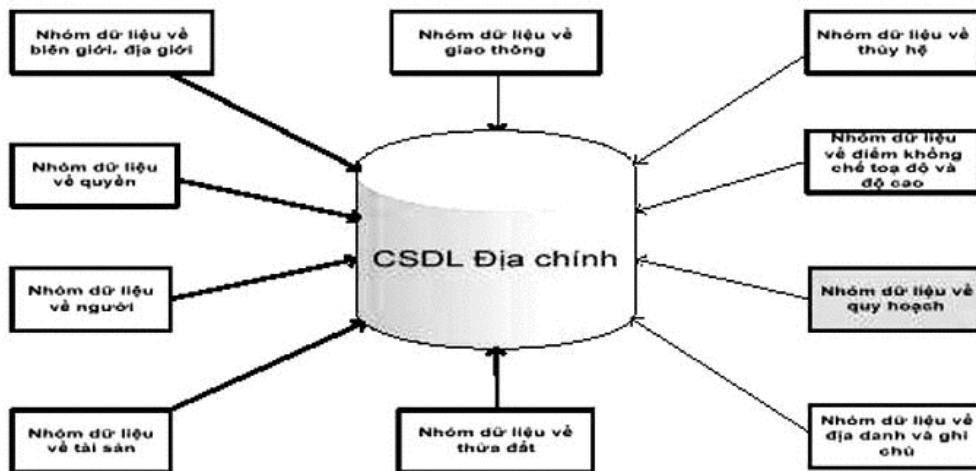 Nhóm dữ liệu về
biên giới, địa giới
Nhóm dữ liệu về
giao thông
Nhóm dữ liệu về
thủy hệ
Nhóm dữ liệu
về quyền
Nhóm dữ liệu
về điểm khống
chế toạ độ và
độ cao
CSDL Địa chính
Nhóm dữ liệu
về người
Nhóm dữ liệu về
quy hoạch
Nhóm dữ liệu
về tài sản
Nhóm dữ liệu về
thửa đất
Nhóm dữ liệu về
địa danh và ghi
chú